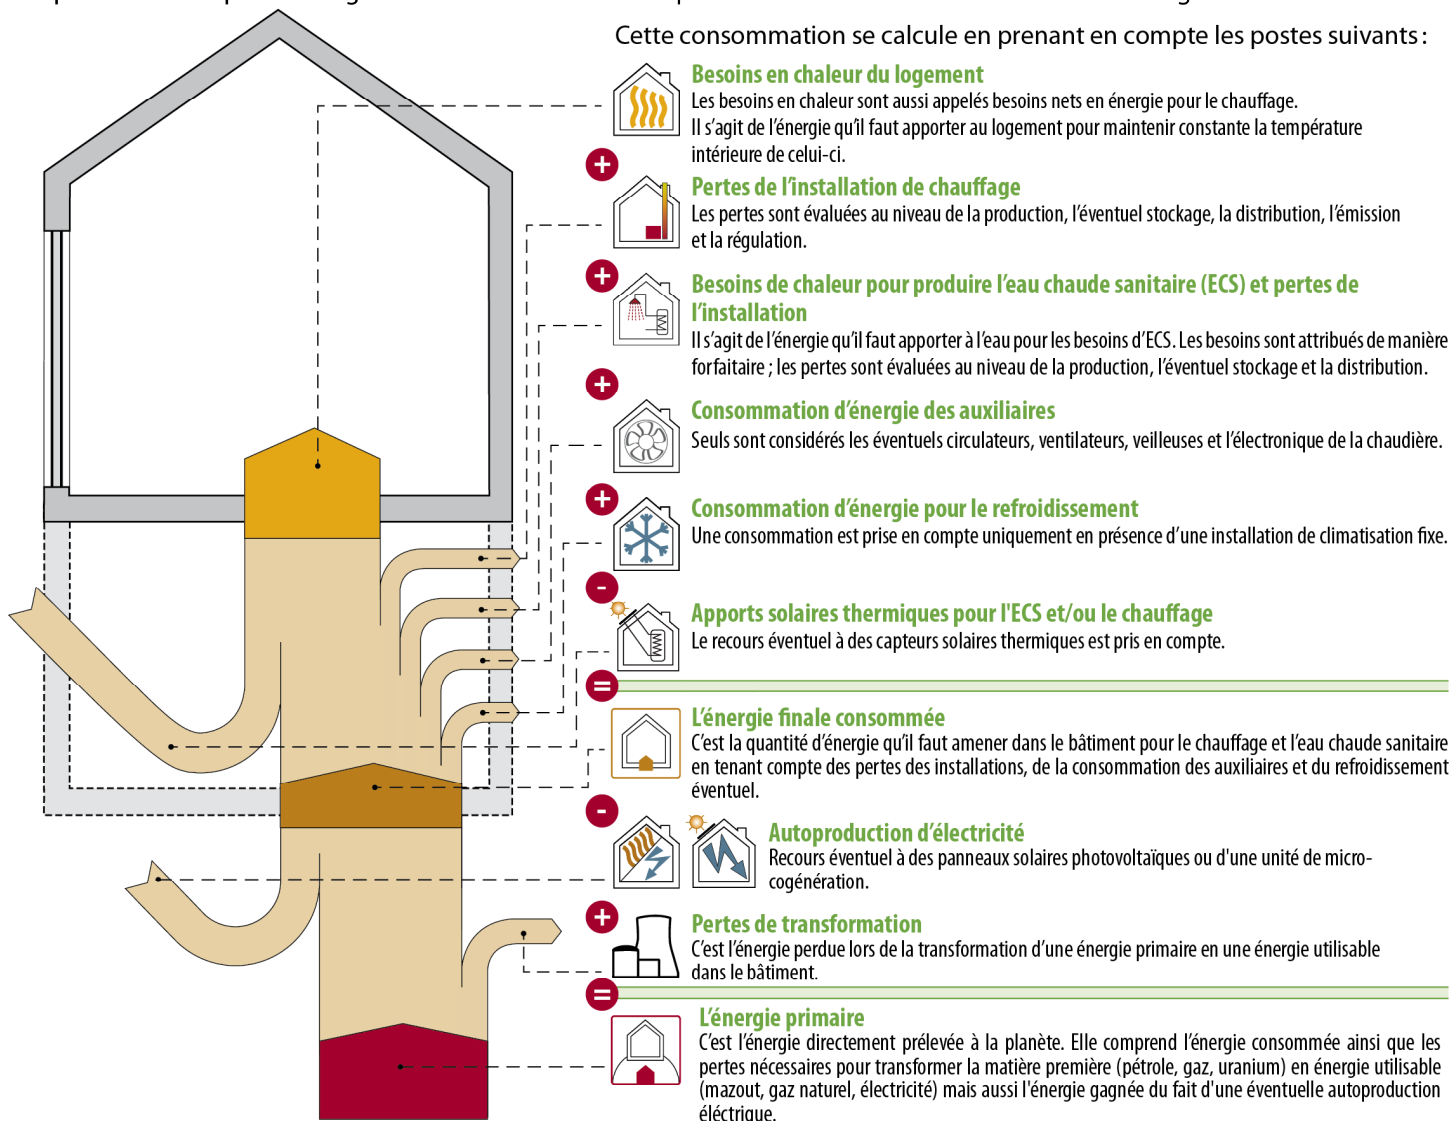 Cette consommation se calcule en prenant en compte les postes suivants :
Besoins en chaleur du logement
Les besoins en chaleur sont aussi appelés besoins nets en énergie pour le chauffage.
Il s'agit de l'énergie qu'il faut apporter au logement pour maintenir constante la température
intérieure de celui-ci.
+
Pertes de l'installation de chauffage
Les pertes sont évaluées au niveau de la production, l'éventuel stockage, la distribution, l'émission
et la régulation.
+
Besoins de chaleur pour produire l'eau chaude sanitaire (ECS) et pertes de
l'installation
Il s'agit de l'énergie qu'il faut apporter à l'eau pour les besoins d'ECS. Les besoins sont attribués de manière
forfaitaire ; les pertes sont évaluées au niveau de la production, l'éventuel stockage et la distribution.
+
Consommation d'énergie des auxiliaires
Seuls sont considérés les éventuels circulateurs, ventilateurs, veilleuses et l'électronique de la chaudière.
+
Consommation d'énergie pour le refroidissement
Une consommation est prise en compte uniquement en présence d'une installation de climatisation fixe.
-
Apports solaires thermiques pour l'ECS et/ou le chauffage
Le recours éventuel à des capteurs solaires thermiques est pris en compte.
=
L'énergie finale consommée
C'est la quantité d'énergie qu'il faut amener dans le bâtiment pour le chauffage et l'eau chaude sanitaire
en tenant compte des pertes des installations, de la consommation des auxiliaires et du refroidissement
éventuel.
-
Autoproduction d'électricité
Recours éventuel à des panneaux solaires photovoltaïques ou d'une unité de micro-
cogénération.
+
Pertes de transformation
C'est l'énergie perdue lors de la transformation d'une énergie primaire en une énergie utilisable
dans le bâtiment.
=
L'énergie primaire
C'est l'énergie directement prélevée à la planète. Elle comprend l'énergie consommée ainsi que les
pertes nécessaires pour transformer la matière première (pétrole, gaz, uranium) en énergie utilisable
(mazout, gaz naturel, électricité) mais aussi l'énergie gagnée du fait d'une éventuelle autoproduction
éléctrique.